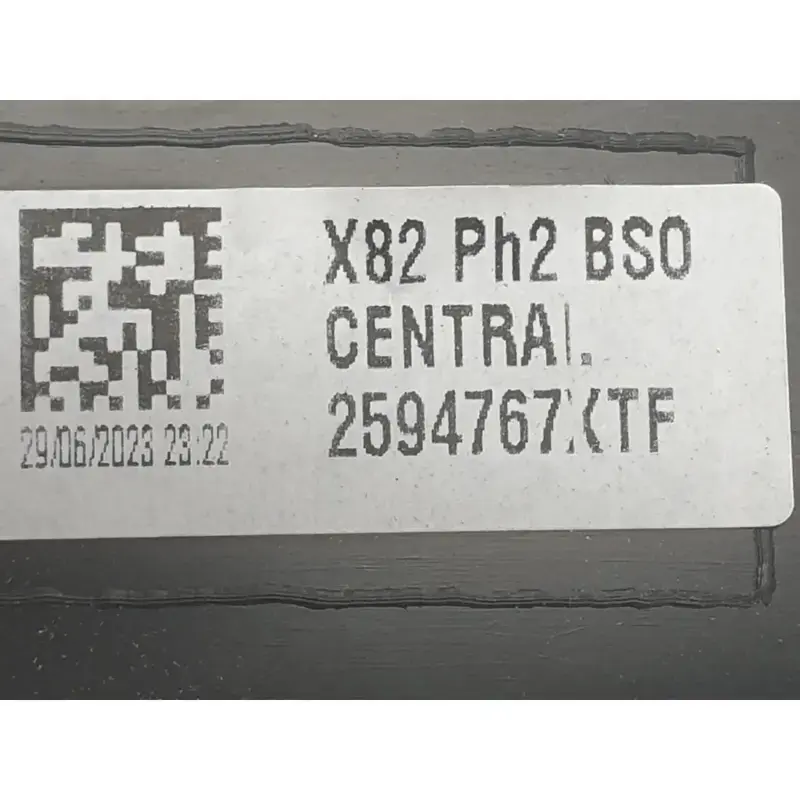 X82 Ph2 BSO
CENTRAL
2594767XTF
29/06/2023 23:22